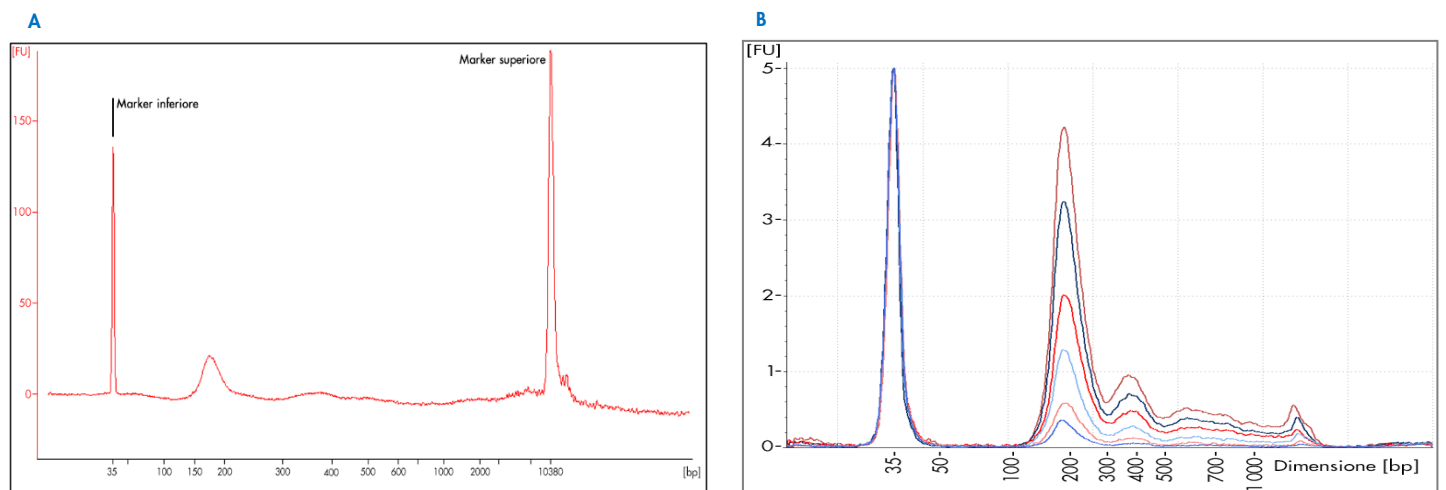 A
[FU]
Marker superiore
Marker inferiore
150
100
50
0
35 100 150 200 300 400 500 600 1000 2000 10380 [bp]
B
[FU]
5
4
3
2
1
0
35 50 100 200 300 400 500 700 1 000 Dimensione [bp]